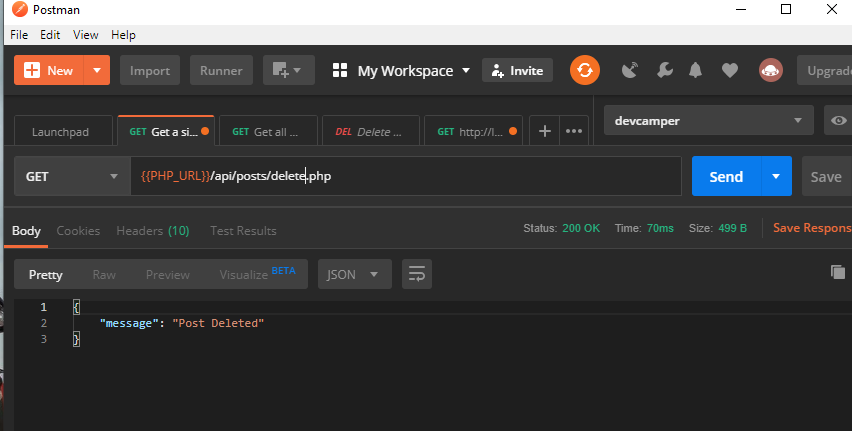 Postman
File Edit View Help
New Import Runner My Workspace Invite Upgrade
Launchpad GET Get a si... GET Get all ... DEL Delete ... GET http://l... + ••• devcamper
GET {{PHP_URL}}/api/posts/delete.php Send Save
Body Cookies Headers (10) Test Results Status: 200 OK Time: 70ms Size: 499 B Save Respons
Pretty Raw Preview Visualize BETA JSON
1 {
2 "message": "Post Deleted"
3 }